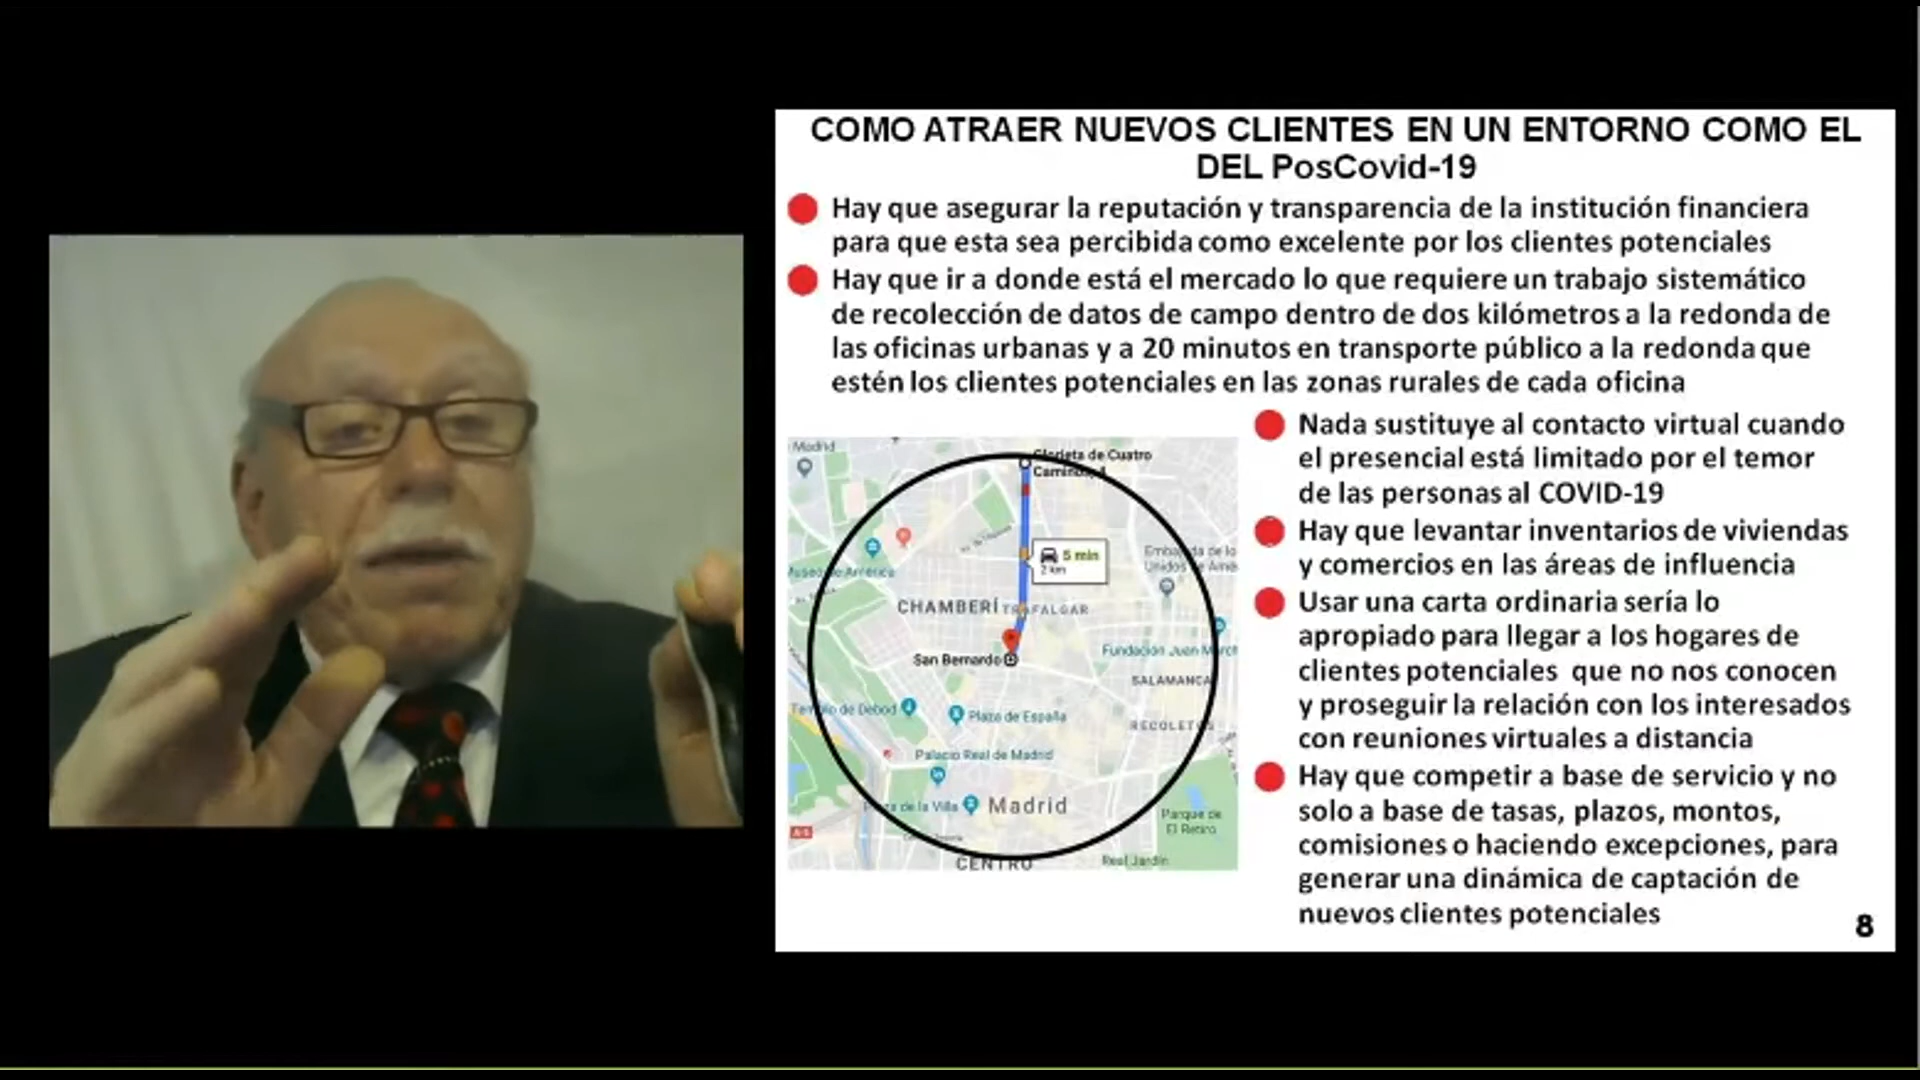 COMO ATRAER NUEVOS CLIENTES EN UN ENTORNO COMO EL
DEL PosCovid-19
Hay que asegurar la reputación y transparencia de la institución financiera
para que esta sea percibida como excelente por los clientes potenciales
Hay que ir a donde está el mercado lo que requiere un trabajo sistemático
de recolección de datos de campo dentro de dos kilómetros a la redonda de
las oficinas urbanas y a 20 minutos en transporte público a la redonda que
estén los clientes potenciales en las zonas rurales de cada oficina
Madrid
Glorieta de Cuatro
Caminos, 4
5 min
2 km
Museo de América
CHAMBERÍ
TRAFALGAR
San Bernardo
Fundación Juan March
SALAMANCA
Templo de Debod
Plaza de España
RECOLETOS
Palacio Real de Madrid
de la Villa
Madrid
Parque de
El Retiro
CENTRO
Real Jardín
Nada sustituye al contacto virtual cuando
el presencial está limitado por el temor
de las personas al COVID-19
Hay que levantar inventarios de viviendas
y comercios en las áreas de influencia
Usar una carta ordinaria sería lo
apropiado para llegar a los hogares de
clientes potenciales que no nos conocen
y proseguir la relación con los interesados
con reuniones virtuales a distancia
Hay que competir a base de servicio y no
solo a base de tasas, plazos, montos,
comisiones o haciendo excepciones, para
generar una dinámica de captación de
nuevos clientes potenciales
8